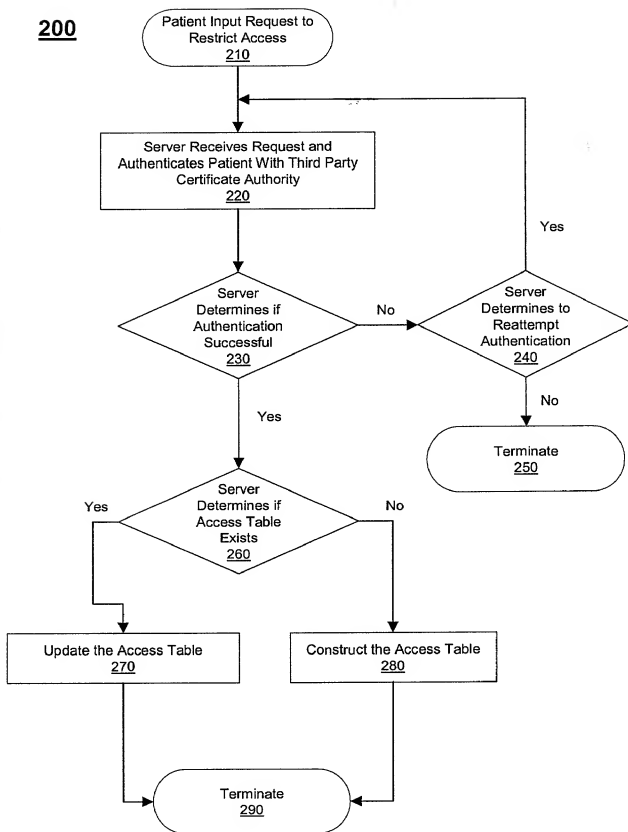 200
Patient Input Request to
Restrict Access
210
Server Receives Request and
Authenticates Patient With Third Party
Certificate Authority
220
Yes
Server
Determines if
Authentication
Successful
230
No
Server
Determines to
Reattempt
Authentication
240
Yes
No
Terminate
250
Server
Determines if
Access Table
Exists
260
Yes
No
Update the Access Table
270
Construct the Access Table
280
Terminate
290